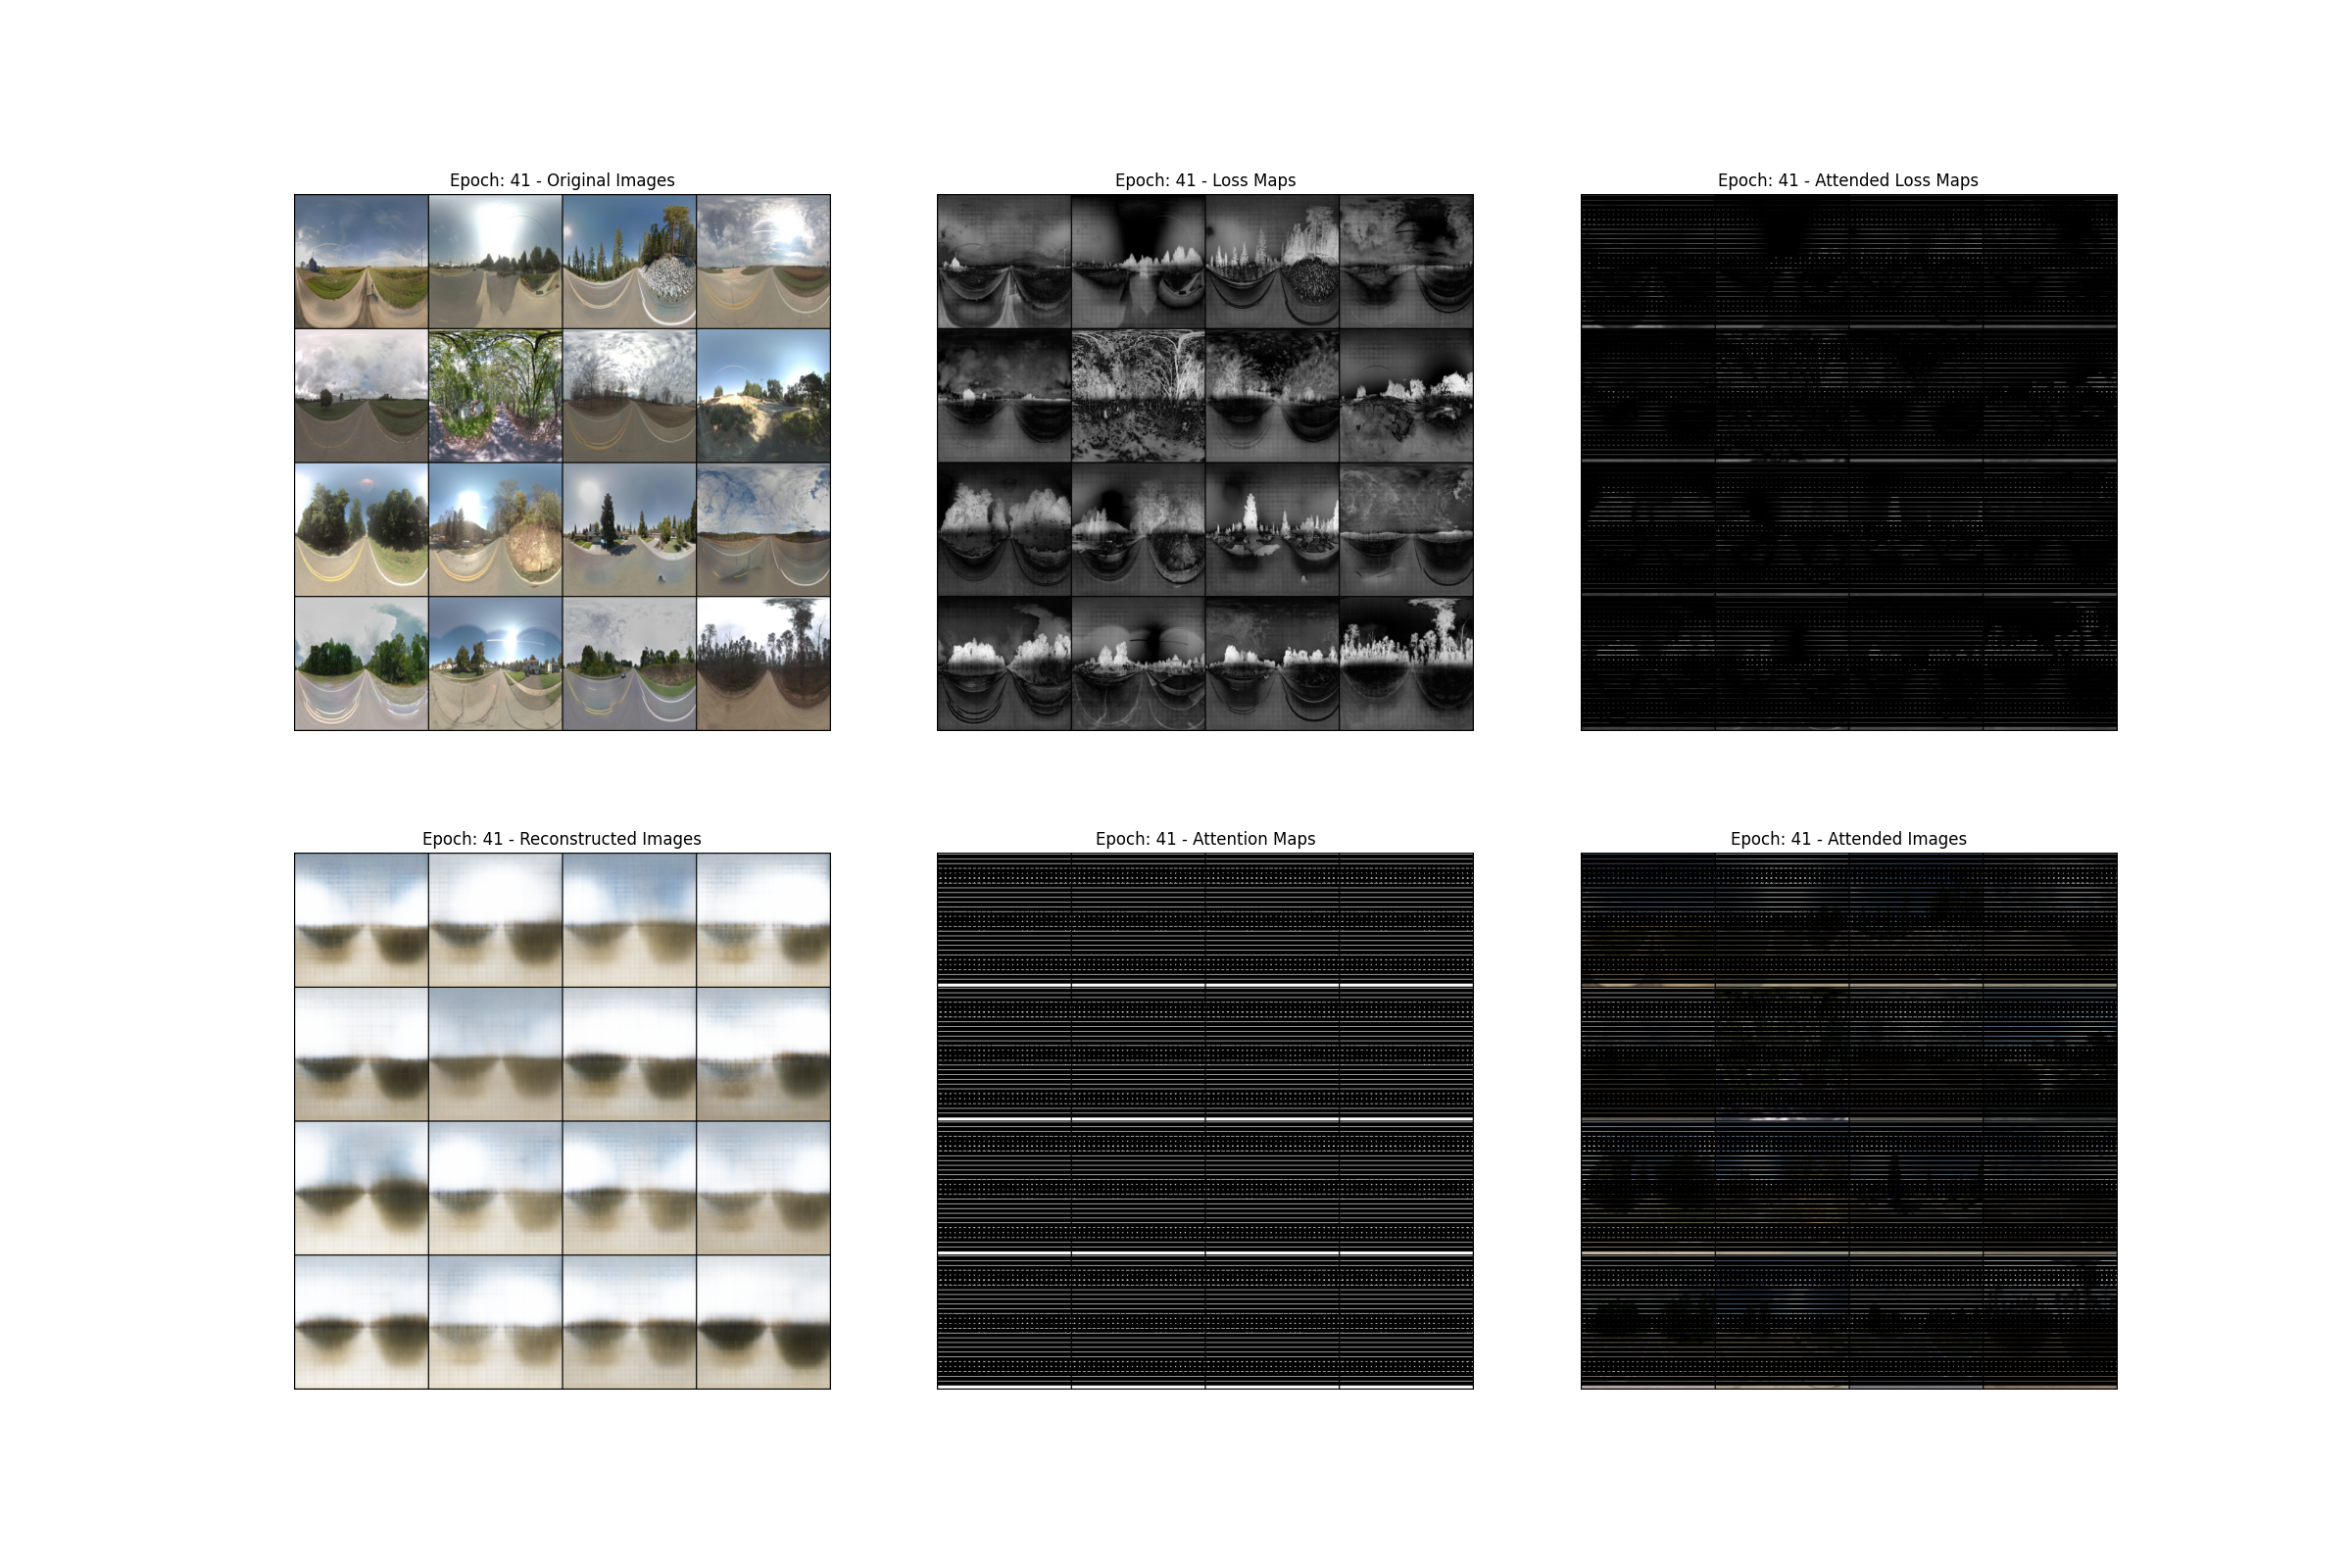 Epoch: 41 - Original Images
Epoch: 41 - Loss Maps
Epoch: 41 - Attended Loss Maps
Epoch: 41 - Reconstructed Images
Epoch: 41 - Attention Maps
Epoch: 41 - Attended Images